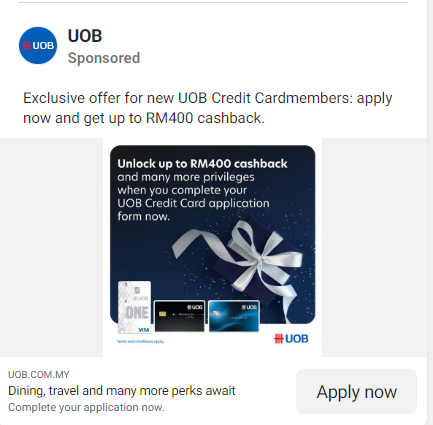 UOB
UOB
Sponsored
Exclusive offer for new UOB Credit Cardmembers: apply
now and get up to RM400 cashback.
Unlock up to RM400 cashback
and many more privileges
when you complete your
UOB Credit Card application
form now.
UOB
ONE
VISA
UOB
UOB
Terms and conditions apply.
UOB
UOB.COM.MY
Dining, travel and many more perks await
Complete your application now.
Apply now